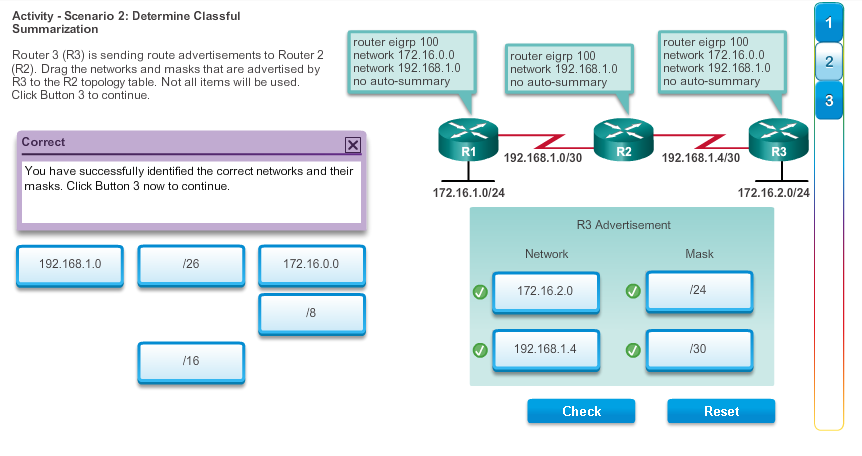 Activity - Scenario 2: Determine Classful
Summarization
Router 3 (R3) is sending route advertisements to Router 2
(R2). Drag the networks and masks that are advertised by
R3 to the R2 topology table. Not all items will be used.
Click Button 3 to continue.
router eigrp 100
network 172.16.0.0
network 192.168.1.0
no auto-summary
router eigrp 100
network 192.168.1.0
no auto-summary
router eigrp 100
network 172.16.0.0
network 192.168.1.0
no auto-summary
1
2
3
Correct
You have successfully identified the correct networks and their
masks. Click Button 3 now to continue.
R1
192.168.1.0/30
R2
192.168.1.4/30
R3
172.16.1.0/24
172.16.2.0/24
R3 Advertisement
Network
Mask
192.168.1.0
/26
172.16.0.0
/8
/16
172.16.2.0
/24
192.168.1.4
/30
Check
Reset